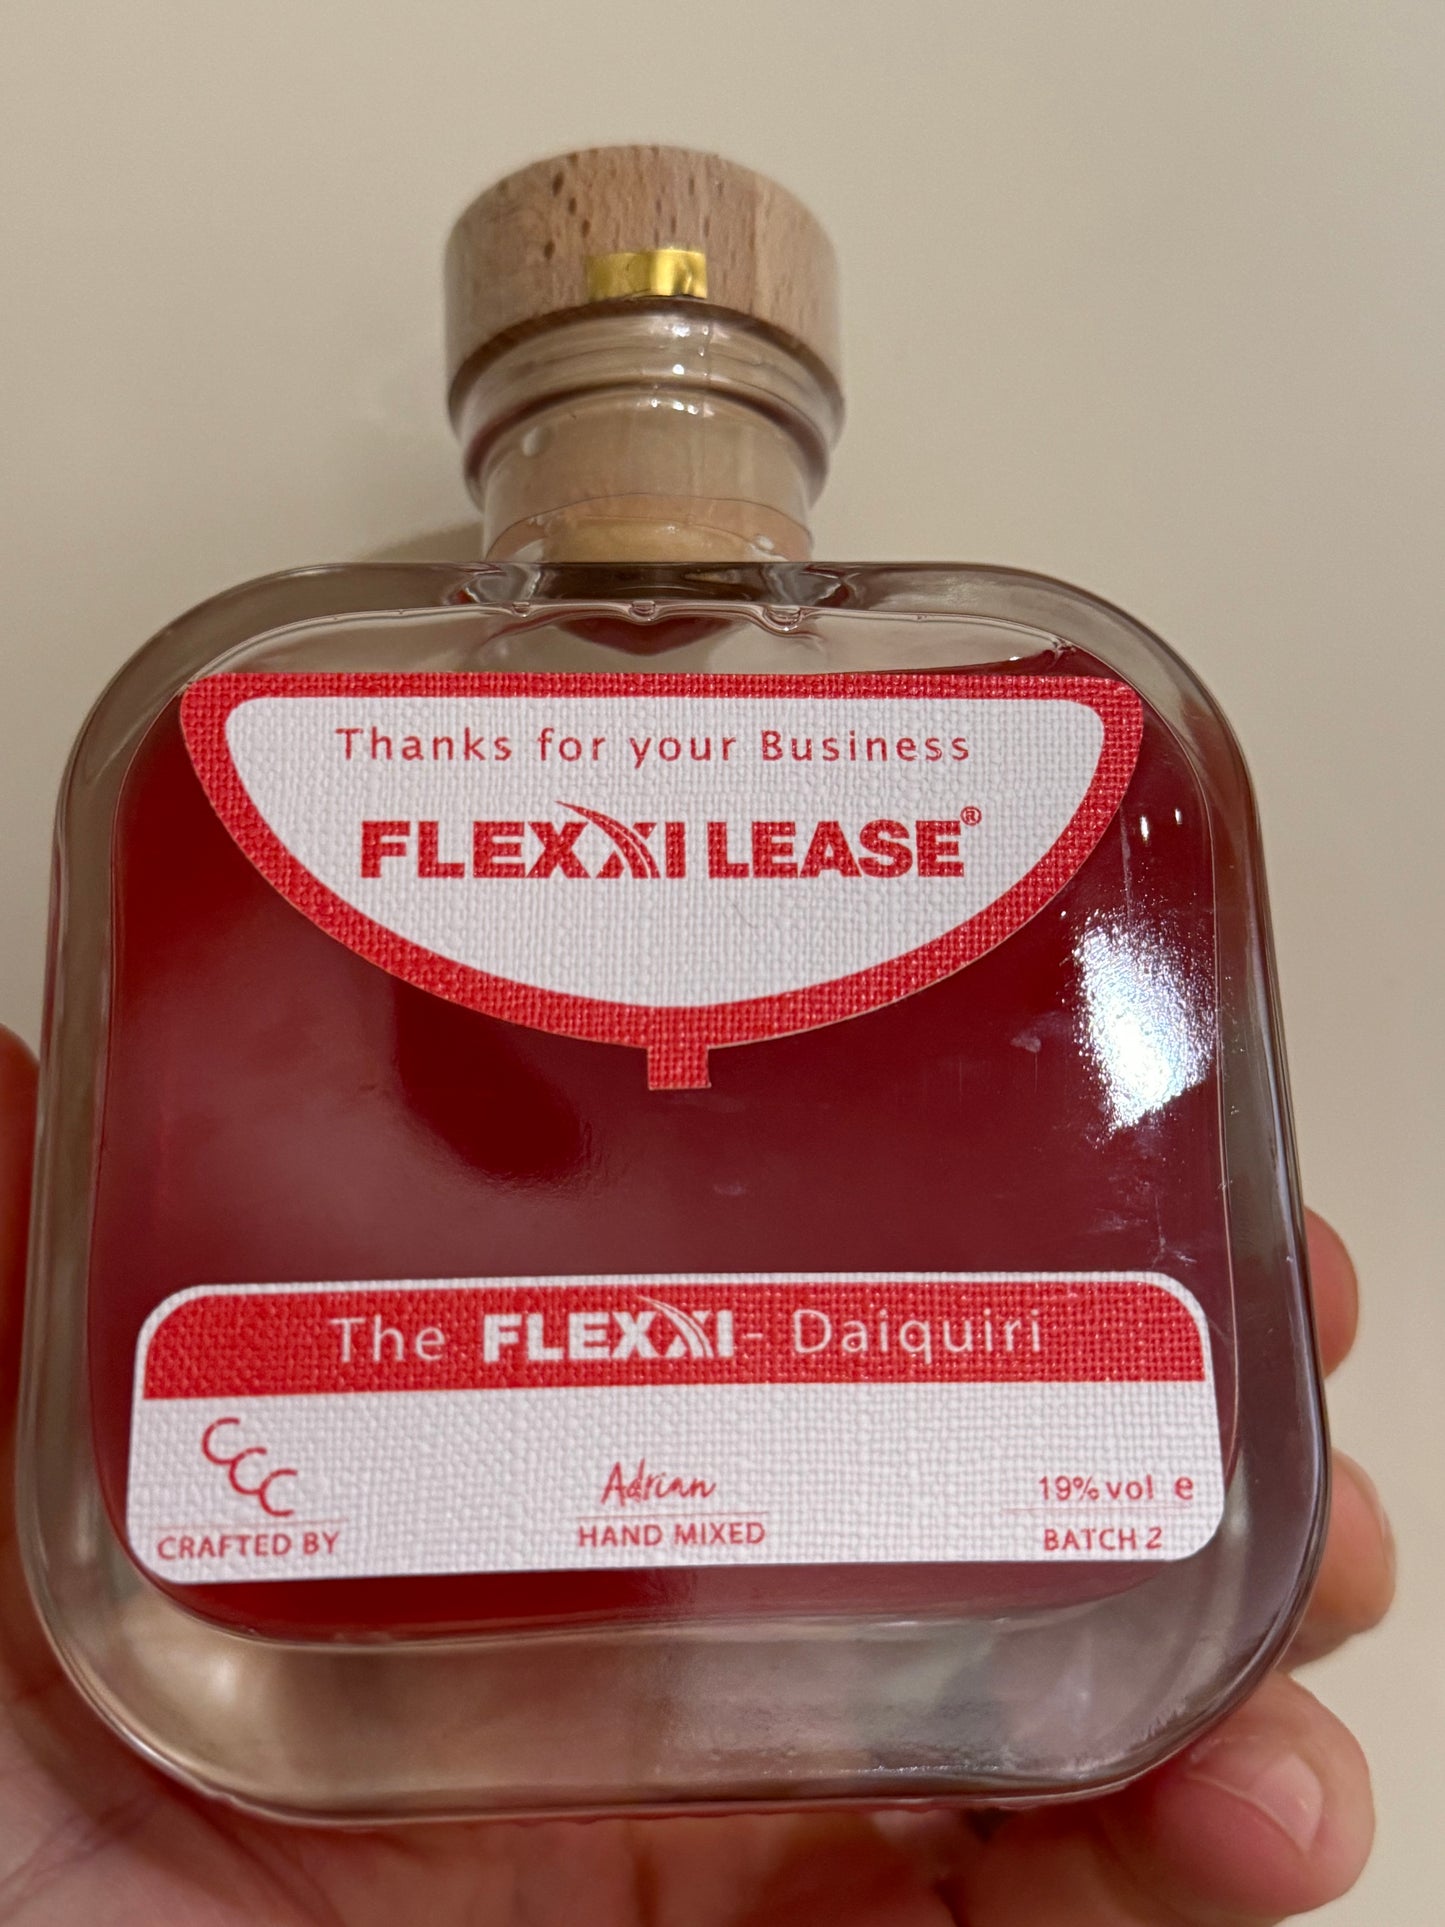 Thanks for your Business
FLEXXI LEASE®
The FLEXXI - Daiquiri
CCC
Adrian
19% vol e
CRAFTED BY
HAND MIXED
BATCH 2